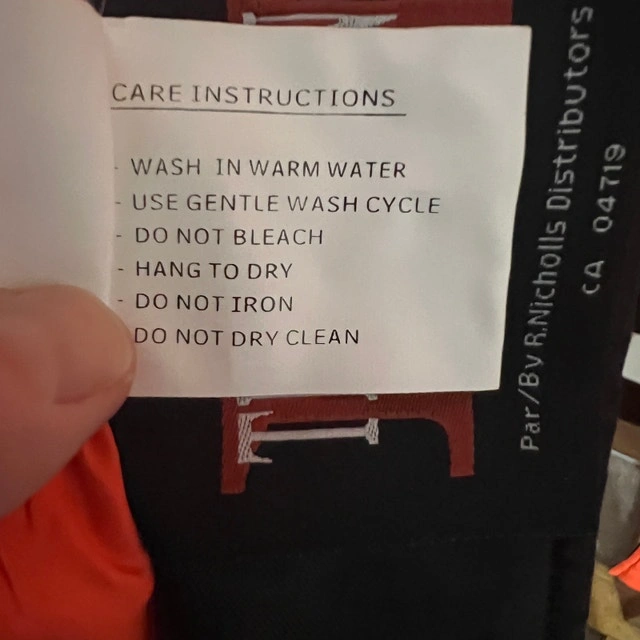 CARE INSTRUCTIONS
- WASH IN WARM WATER
- USE GENTLE WASH CYCLE
- DO NOT BLEACH
- HANG TO DRY
- DO NOT IRON
DO NOT DRY CLEAN
Par/By R.Nicholls Distributors
CA 04719